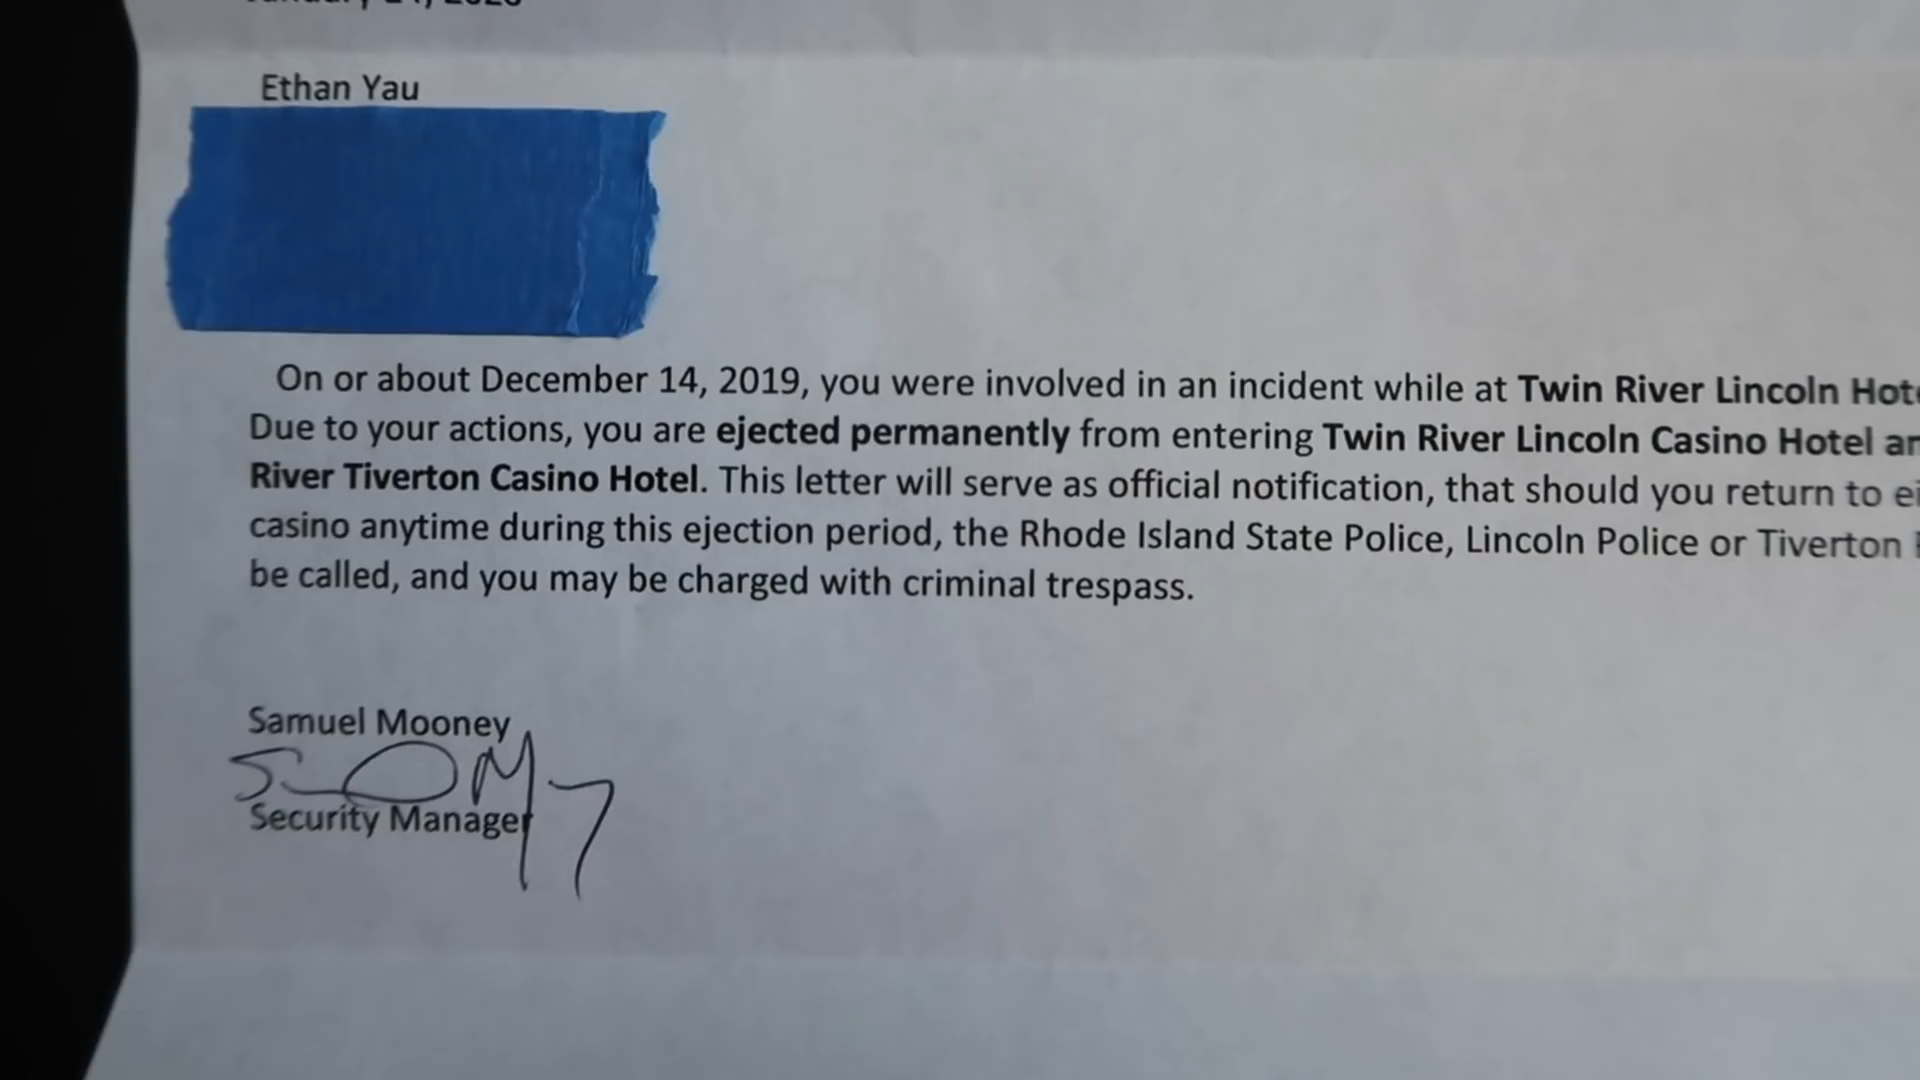 Ethan Yau
On or about December 14, 2019, you were involved in an incident while at Twin River Lincoln
Due to your actions, you are ejected permanently from entering Twin River Lincoln Casino Hotel
River Tiverton Casino Hotel. This letter will serve as official notification, that should you return to
casino anytime during this ejection period, the Rhode Island State Police, Lincoln Police or Tiverton
be called, and you may be charged with criminal trespass.
Samuel Mooney
Security Manager